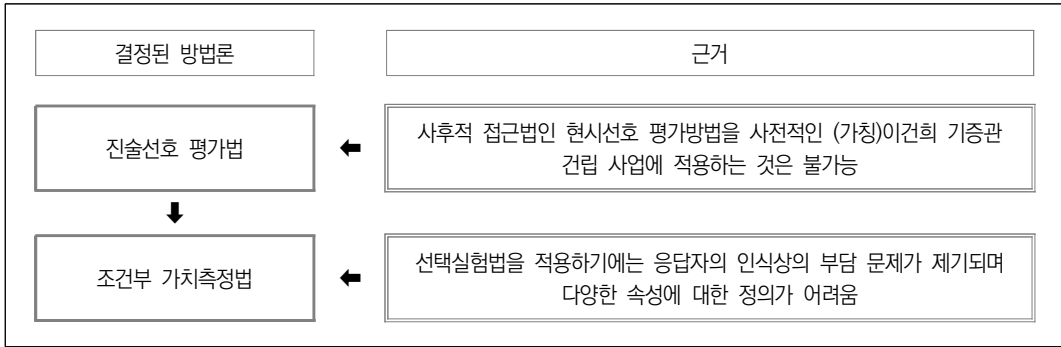 결정된 방법론
근거
진술선호 평가법
사후적 접근법인 현시선호 평가방법을 사전적인 (가칭)이건희 기증관
건립 사업에 적용하는 것은 불가능
조건부 가치측정법
선택실험법을 적용하기에는 응답자의 인식상의 부담 문제가 제기되며
다양한 속성에 대한 정의가 어려움